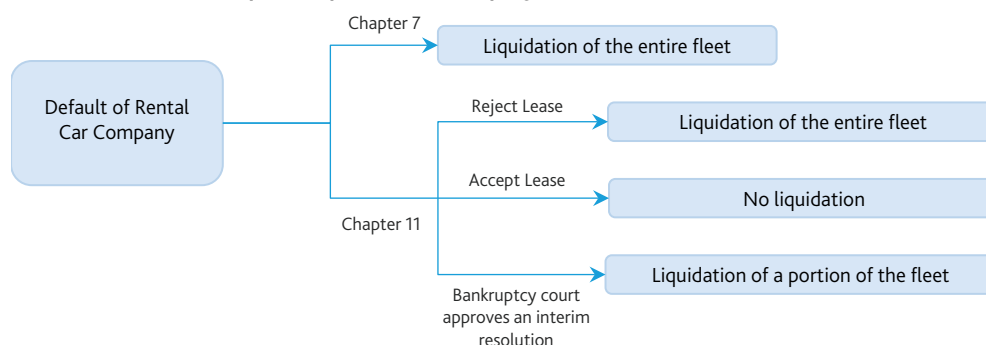 Chapter 7
Liquidation of the entire fleet
Default of Rental
Car Company
Reject Lease
Liquidation of the entire fleet
Accept Lease
No liquidation
Chapter 11
Liquidation of a portion of the fleet
Bankruptcy court
approves an interim
resolution